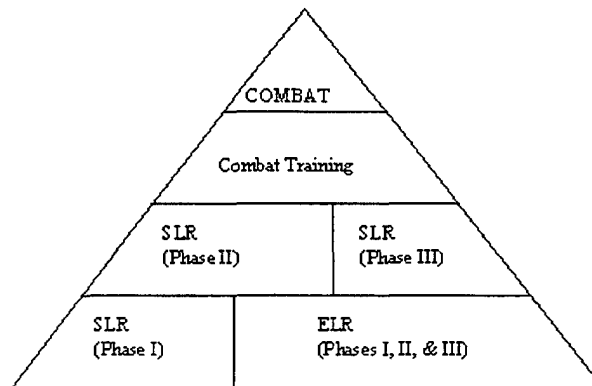 COMBAT
Combat Training
SLR
(Phase II)
SLR
(Phase III)
SLR
(Phase I)
ELR
(Phases I, II, & III)